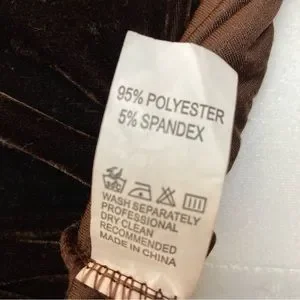 95% POLYESTER
5% SPANDEX
WASH SEPARATELY
PROFESSIONAL
DRY CLEAN
RECOMMENDED
MADE IN CHINA